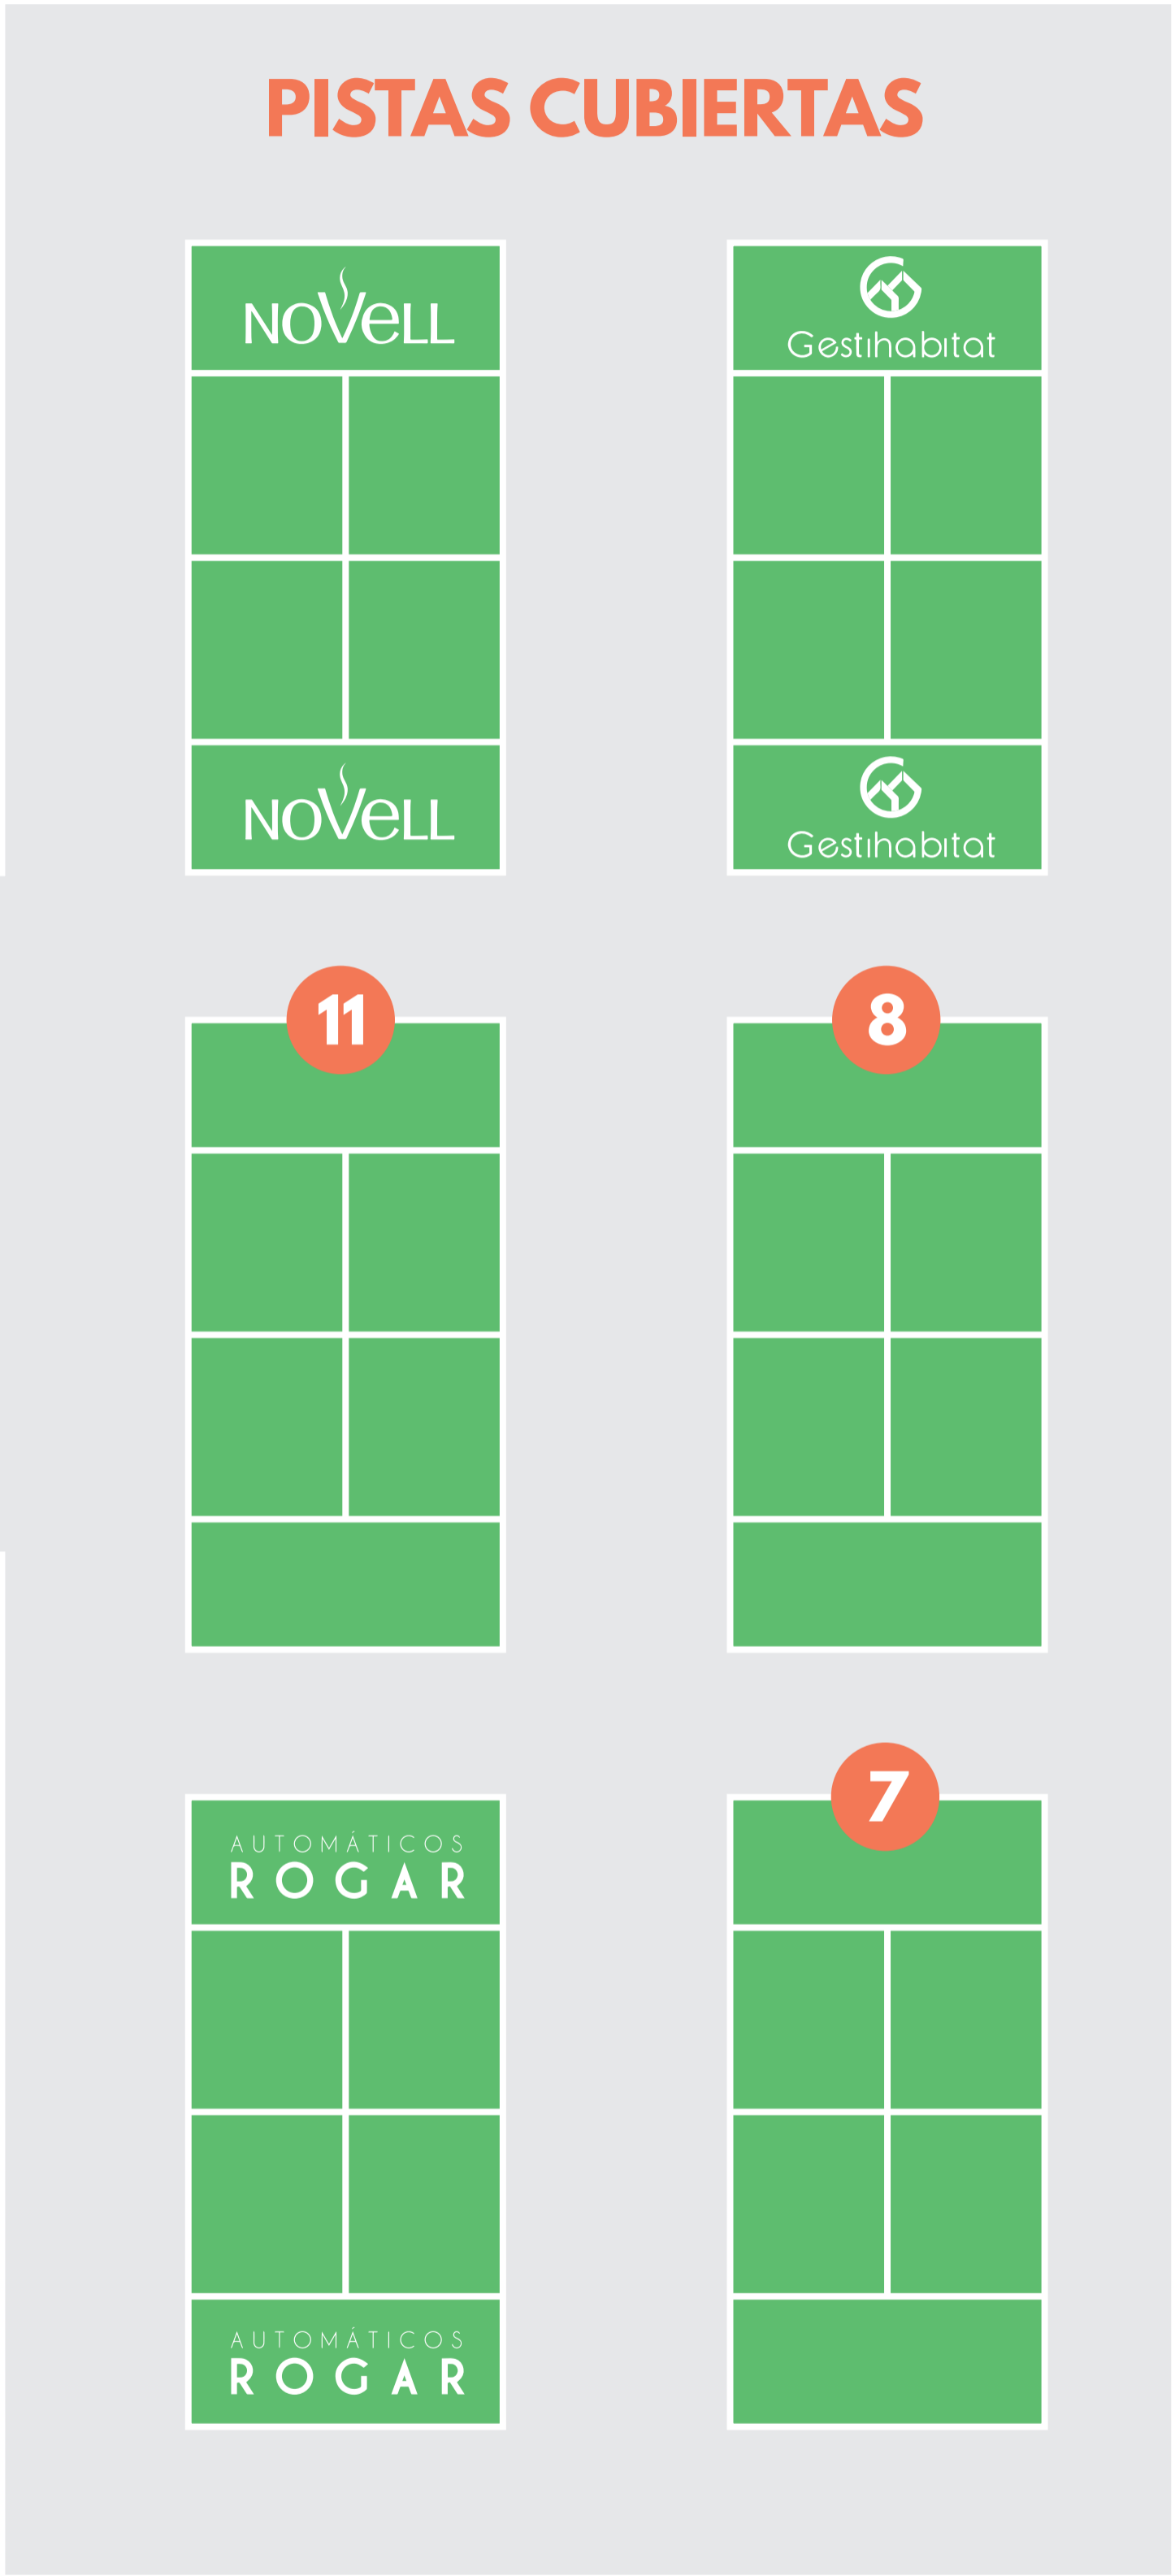 PISTAS CUBIERTAS
NOVELL
Gestihabitat
NOVELL
Gestihabitat
11
8
7
AUTOMÁTICOS
ROGAR
AUTOMÁTICOS
ROGAR